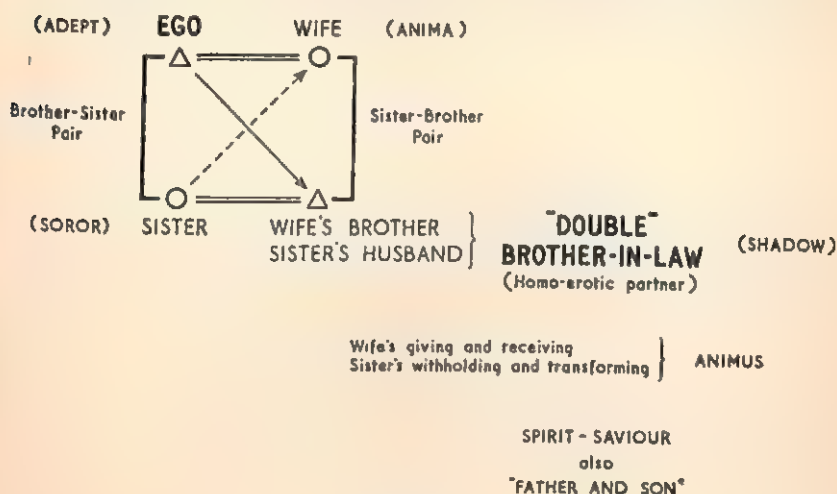 (ADEPT) EGO WIFE (ANIMA)
Brother-Sister
Pair
Sister-Brother
Pair
(SOROR) SISTER WIFE'S BROTHER
SISTER'S HUSBAND
"DOUBLE"
BROTHER-IN-LAW
(Homo-erotic partner)
(SHADOW)
Wife's giving and receiving
Sister's withholding and transforming
ANIMUS
SPIRIT - SAVIOUR
also
"FATHER AND SON"